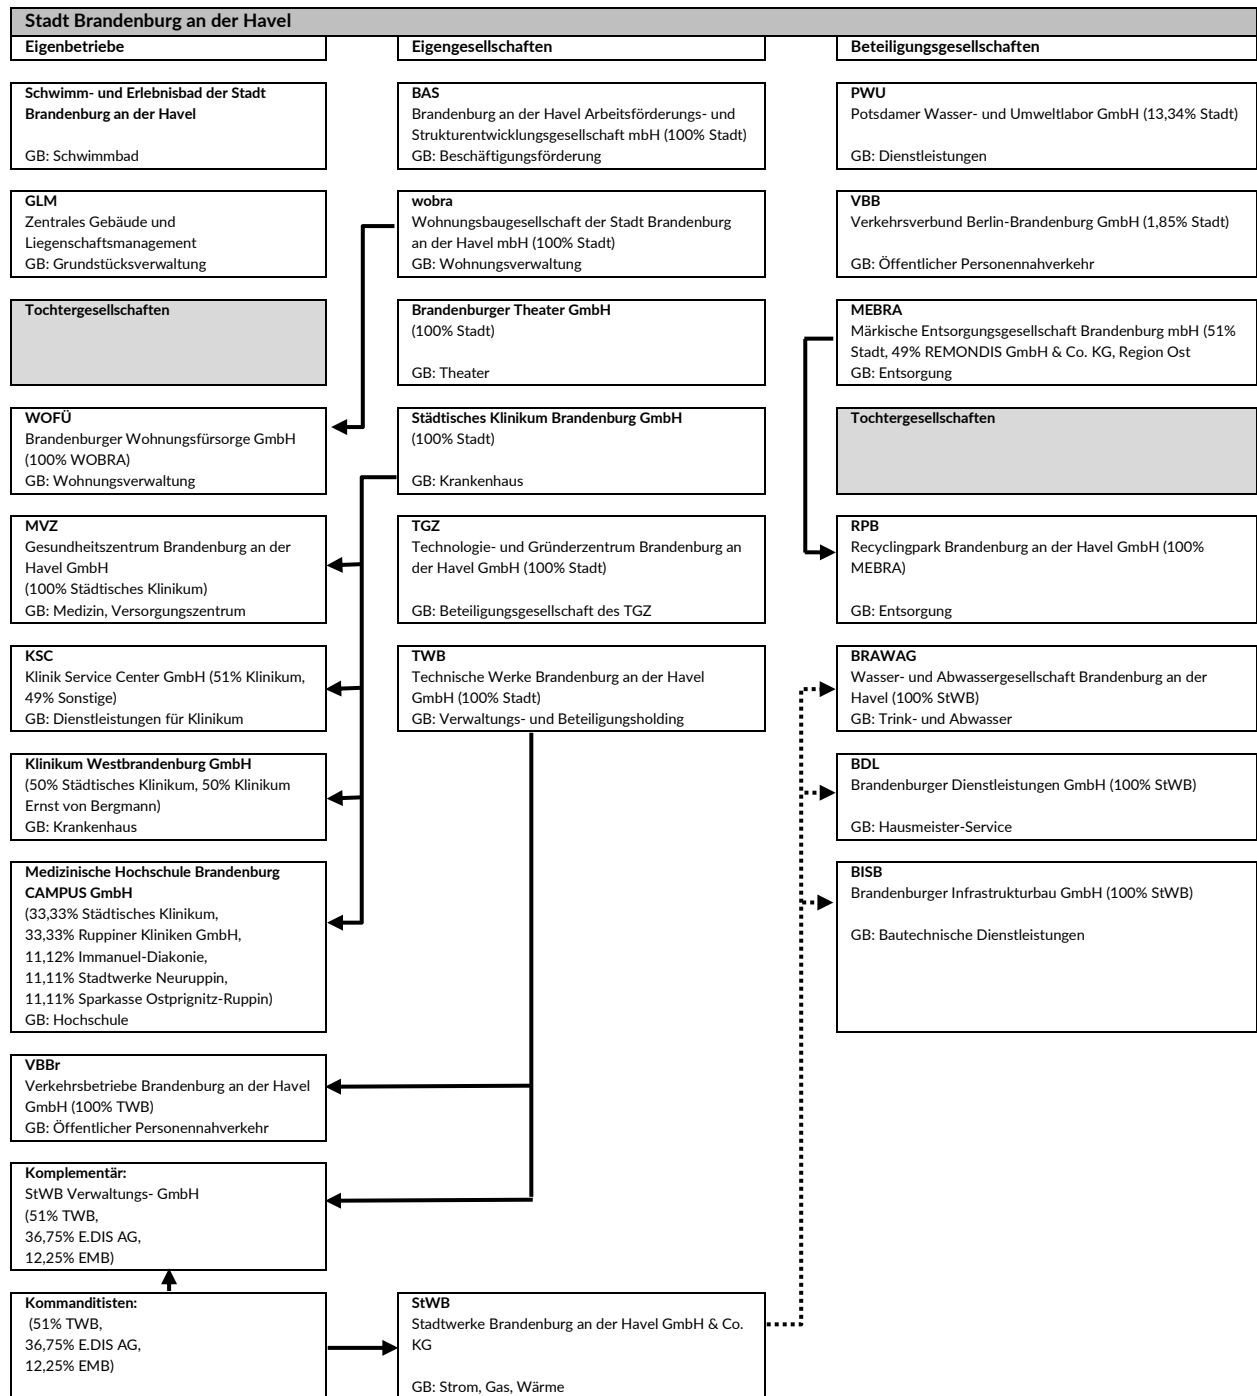 Stadt Brandenburg an der Havel
Eigenbetriebe
Schwimm- und Erlebnisbad der Stadt
Brandenburg an der Havel
GB: Schwimmbad
GLM
Zentrales Gebäude und
Liegenschaftsmanagement
GB: Grundstücksverwaltung
Tochtergesellschaften
WOFÜ
Brandenburger Wohnungsfürsorge GmbH
(100% WOBRA)
GB: Wohnungsverwaltung
MVZ
Gesundheitszentrum Brandenburg an der
Havel GmbH
(100% Städtisches Klinikum)
GB: Medizin, Versorgungszentrum
KSC
Klinik Service Center GmbH (51% Klinikum,
49% Sonstige)
GB: Dienstleistungen für Klinikum
Klinikum Westbrandenburg GmbH
(50% Städtisches Klinikum, 50% Klinikum
Ernst von Bergmann)
GB: Krankenhaus
Medizinische Hochschule Brandenburg
CAMPUS GmbH
(33,33% Städtisches Klinikum,
33,33% Ruppiner Kliniken GmbH,
11,12% Immanuel-Diakonie,
11,11% Stadtwerke Neuruppin,
11,11% Sparkasse Ostprignitz-Ruppin)
GB: Hochschule
VBBr
Verkehrsbetriebe Brandenburg an der Havel
GmbH (100% TWB)
GB: Öffentlicher Personennahverkehr
Komplementär:
StWB Verwaltungs- GmbH
(51% TWB,
36,75% E.DIS AG,
12,25% EMB)
Kommanditisten:
(51% TWB,
36,75% E.DIS AG,
12,25% EMB)
Eigengesellschaften
BAS
Brandenburg an der Havel Arbeitsförderungs- und
Strukturentwicklungsgesellschaft mbH (100% Stadt)
GB: Beschäftigungsförderung
wobra
Wohnungsbaugesellschaft der Stadt Brandenburg
an der Havel mbH (100% Stadt)
GB: Wohnungsverwaltung
Brandenburger Theater GmbH
(100% Stadt)
GB: Theater
Städtisches Klinikum Brandenburg GmbH
(100% Stadt)
GB: Krankenhaus
TGZ
Technologie- und Gründerzentrum Brandenburg an
der Havel GmbH (100% Stadt)
GB: Beteiligungsgesellschaft des TGZ
TWB
Technische Werke Brandenburg an der Havel
GmbH (100% Stadt)
GB: Verwaltungs- und Beteiligungsholding
StWB
Stadtwerke Brandenburg an der Havel GmbH & Co.
KG
GB: Strom, Gas, Wärme
Beteiligungsgesellschaften
PWU
Potsdamer Wasser- und Umweltlabor GmbH (13,34% Stadt)
GB: Dienstleistungen
VBB
Verkehrsverbund Berlin-Brandenburg GmbH (1,85% Stadt)
GB: Öffentlicher Personennahverkehr
MEBRA
Märkische Entsorgungsgesellschaft Brandenburg mbH (51%
Stadt, 49% REMONDIS GmbH & Co. KG, Region Ost
GB: Entsorgung
Tochtergesellschaften
RPB
Recyclingpark Brandenburg an der Havel GmbH (100%
MEBRA)
GB: Entsorgung
BRAWAG
Wasser- und Abwassergesellschaft Brandenburg an der
Havel (100% StWB)
GB: Trink- und Abwasser
BDL
Brandenburger Dienstleistungen GmbH (100% StWB)
GB: Hausmeister-Service
BISB
Brandenburger Infrastrukturbau GmbH (100% StWB)
GB: Bautechnische Dienstleistungen